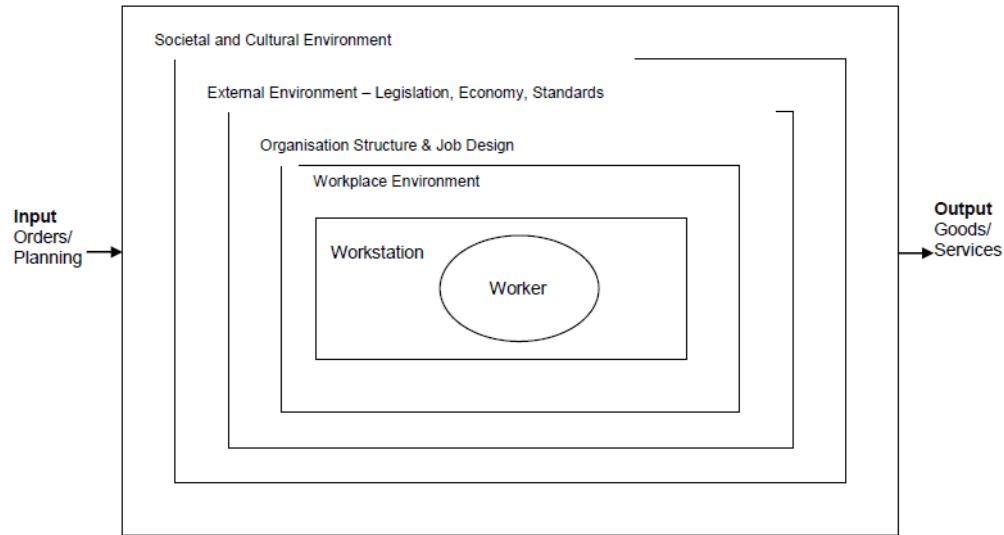 Societal and Cultural Environment
External Environment – Legislation, Economy, Standards
Organisation Structure & Job Design
Workplace Environment
Input
Orders/
Planning
Workstation
Worker
Output
Goods/
Services